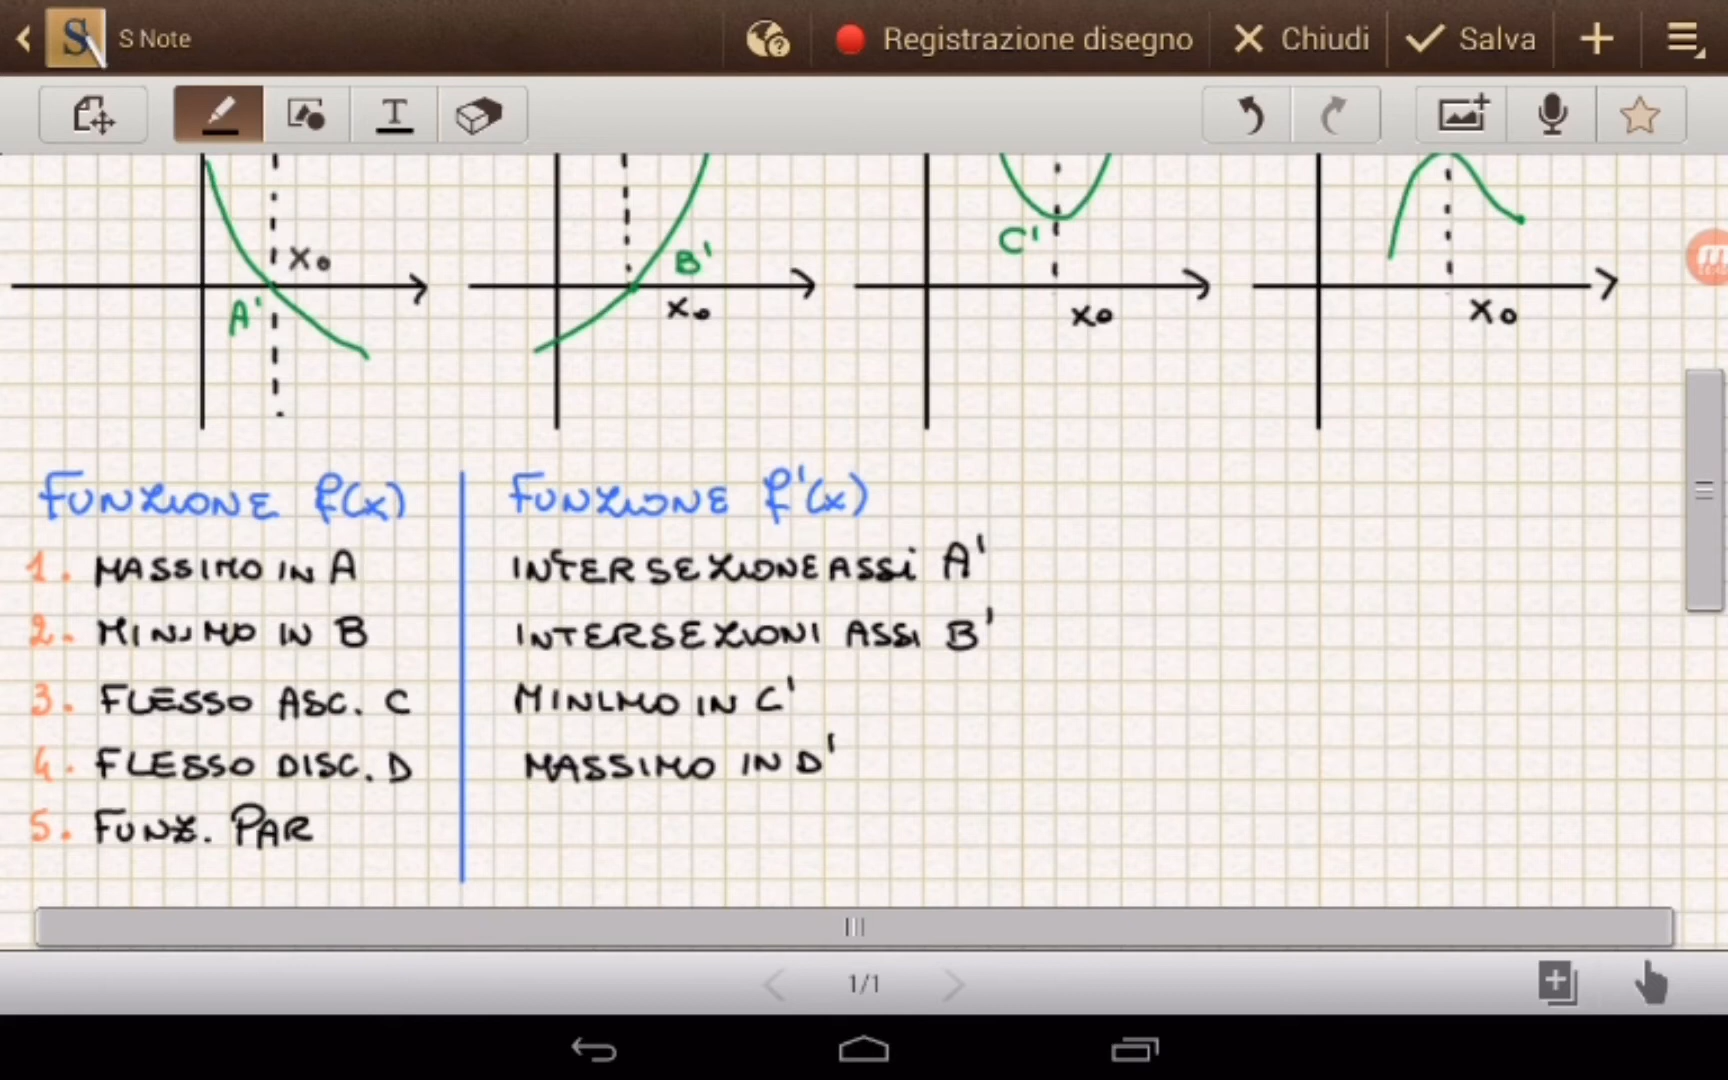 S Note Registrazione disegno Chiudi Salva
T
x₀
A'
B'
x₀
C'
x₀
x₀
FUNZIONE f(x) FUNZIONE f'(x)
1. MASSIMO IN A INTERSEZIONE ASSI A'
2. MINIMO IN B INTERSEZIONI ASSI B'
3. FLESSO ASC. C MINIMO IN C'
4. FLESSO DISC. D MASSIMO IN D'
5. FUNZ. PAR
1/1